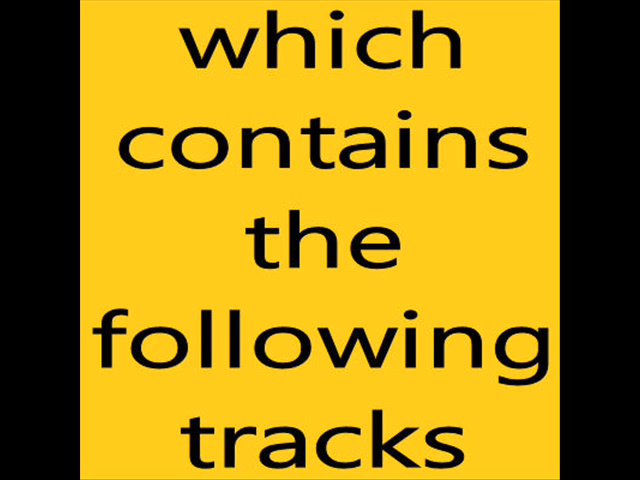 which
contains
the
following
tracks